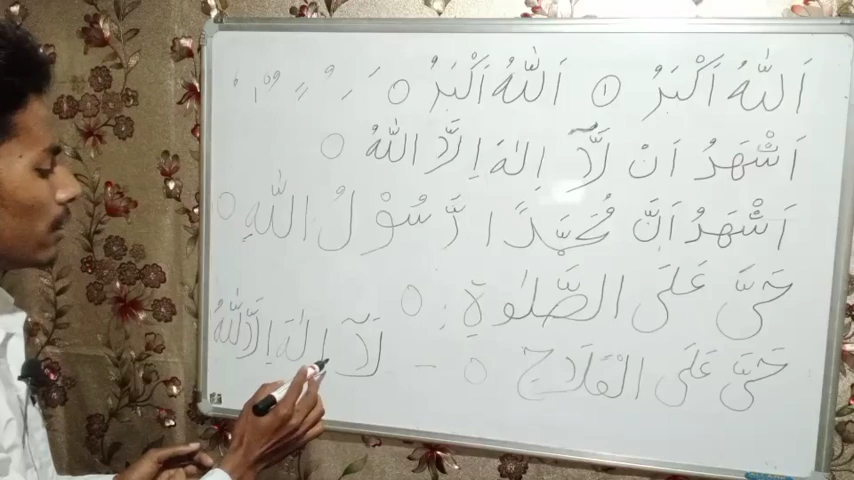 اَللّٰهُ اَكْبَرُ ۝ اَللّٰهُ اَكْبَرُ ۝
اَشْهَدُ اَنْ لَّآ اِلٰهَ اِلَّا اللّٰهُ ۝
اَشْهَدُ اَنَّ مُحَمَّدًا رَّسُوْلُ اللّٰهِ ۝
حَيَّ عَلَى الصَّلٰوةِ ۝
حَيَّ عَلَى الْفَلَاح ۝ - لَآ اِلٰهَ اِلَّا اللّٰهُ